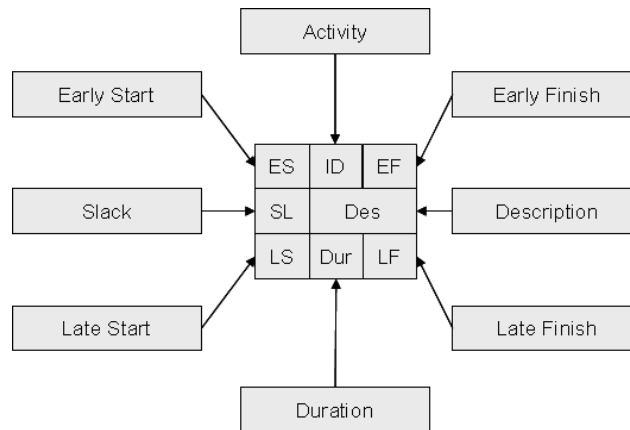 Activity
Early Start
Early Finish
ES ID EF
Slack
SL Des
Description
LS Dur LF
Late Start
Late Finish
Duration